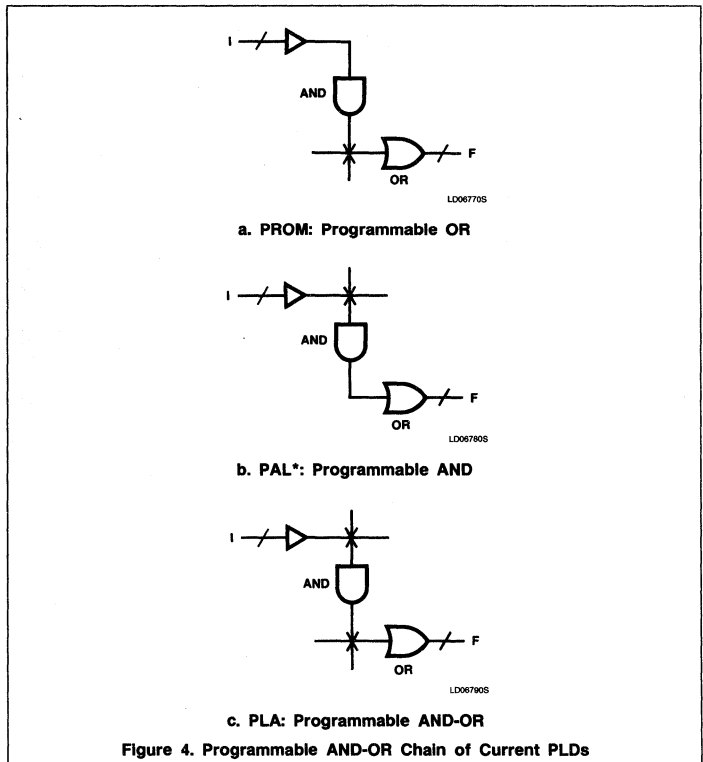 I
AND
OR
F
LD06770S
a. PROM: Programmable OR
I
AND
OR
F
LD06780S
b. PAL*: Programmable AND
I
AND
OR
F
LD06790S
c. PLA: Programmable AND-OR
Figure 4. Programmable AND-OR Chain of Current PLDs